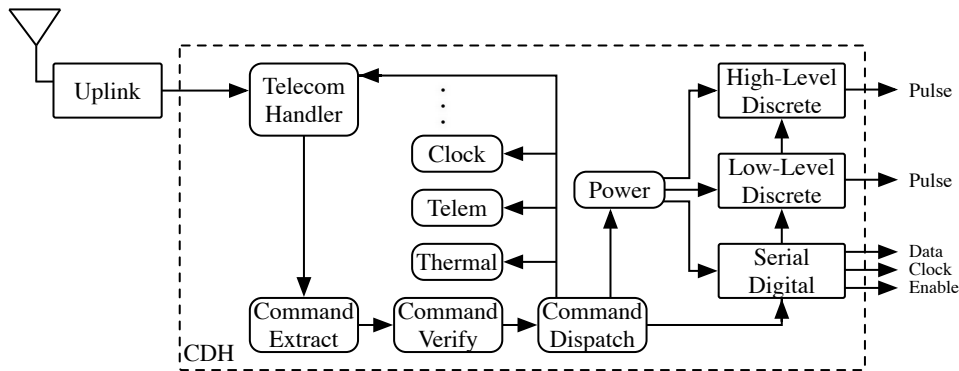 Uplink
Telecom
Handler
Clock
Telem
Thermal
Power
High-Level
Discrete
Low-Level
Discrete
Serial
Digital
Pulse
Pulse
Data
Clock
Enable
Command
Extract
Command
Verify
Command
Dispatch
CDH